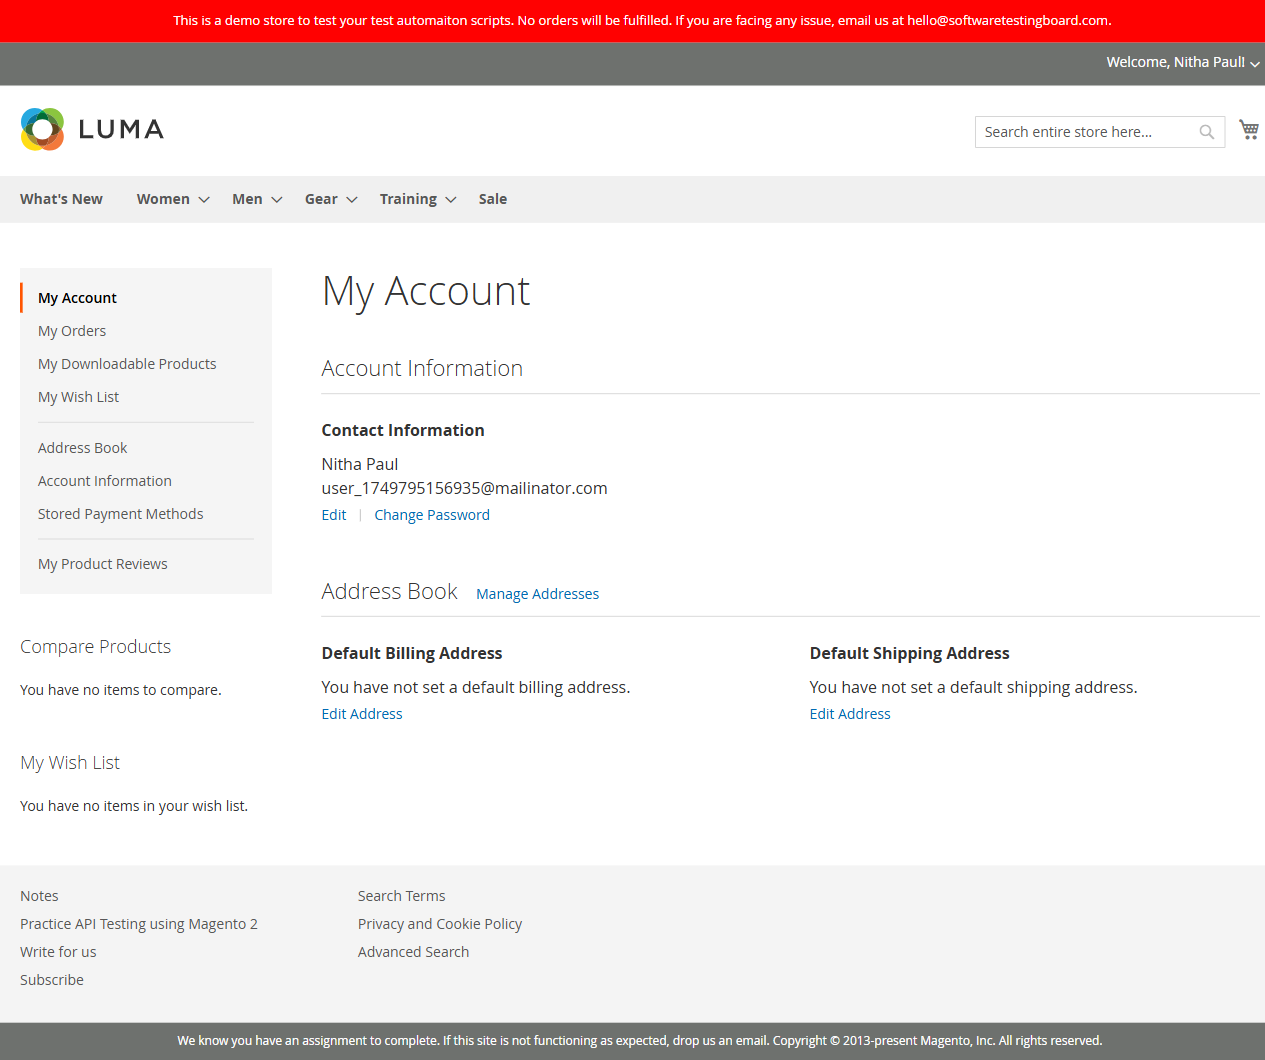 This is a demo store to test your test automaiton scripts. No orders will be fulfilled. If you are facing any issue, email us at hello@softwaretestingboard.com.
Welcome, Nitha Paul!
LUMA
Search entire store here...
What's New Women Men Gear Training Sale
My Account
My Orders
My Downloadable Products
My Wish List
Address Book
Account Information
Stored Payment Methods
My Product Reviews
Compare Products
You have no items to compare.
My Wish List
You have no items in your wish list.
My Account
Account Information
Contact Information
Nitha Paul
user_1749795156935@mailinator.com
Edit | Change Password
Address Book Manage Addresses
Default Billing Address
You have not set a default billing address.
Edit Address
Default Shipping Address
You have not set a default shipping address.
Edit Address
Notes
Practice API Testing using Magento 2
Write for us
Subscribe
Search Terms
Privacy and Cookie Policy
Advanced Search
We know you have an assignment to complete. If this site is not functioning as expected, drop us an email. Copyright © 2013-present Magento, Inc. All rights reserved.